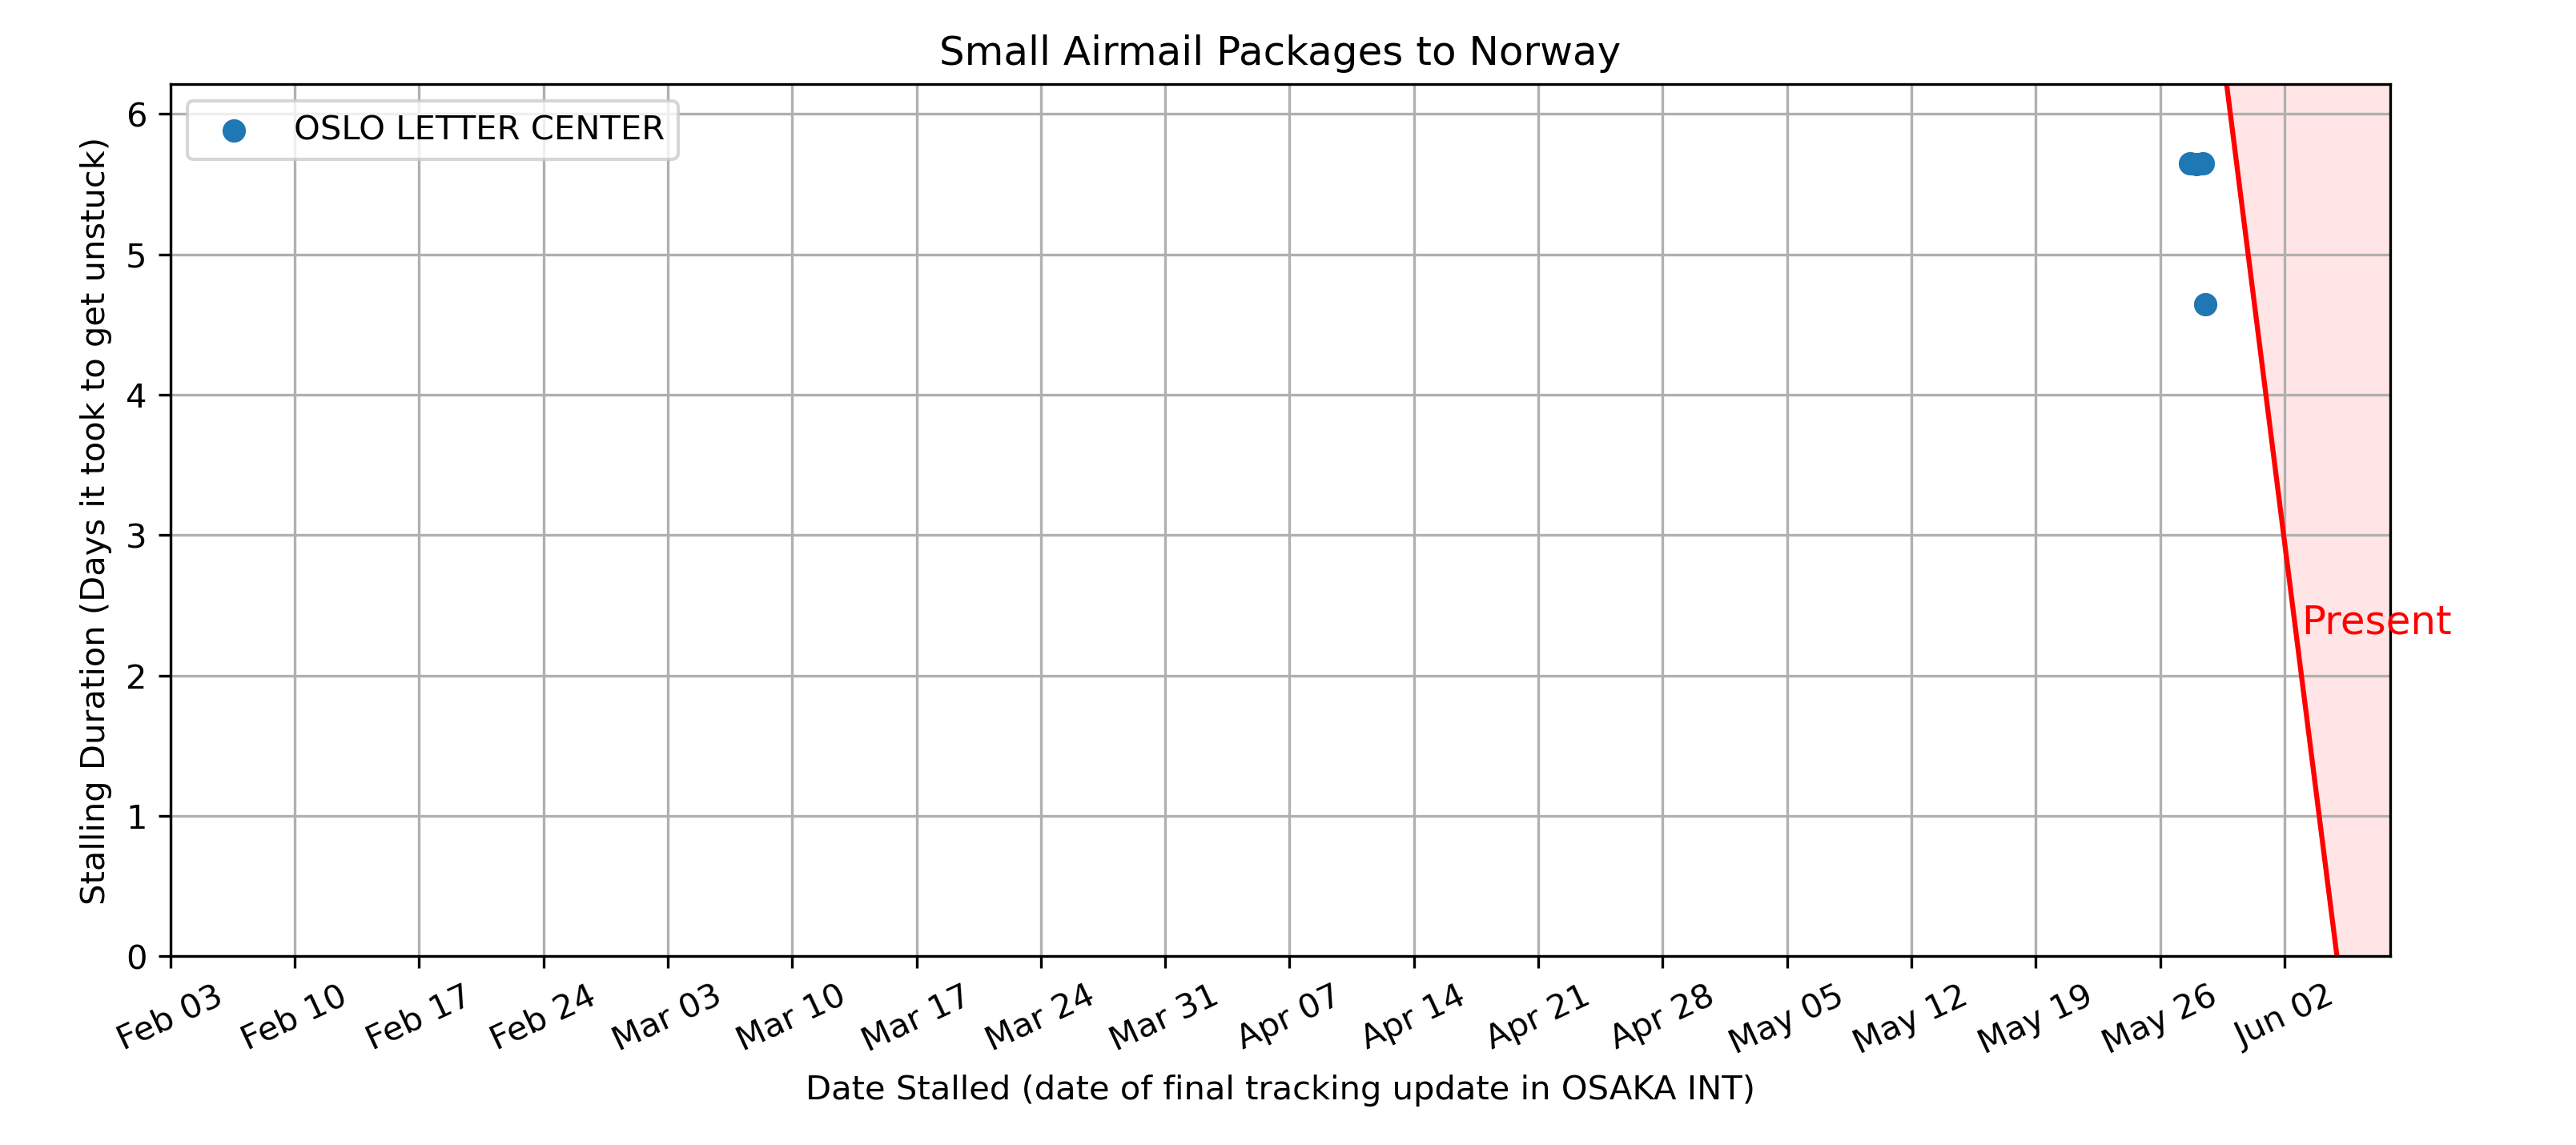 Small Airmail Packages to Norway
OSLO LETTER CENTER
Stalling Duration (Days it took to get unstuck)
6
5
4
3
2
1
0
Present
Feb 03
Feb 10
Feb 17
Feb 24
Mar 03
Mar 10
Mar 17
Mar 24
Mar 31
Apr 07
Apr 14
Apr 21
Apr 28
May 05
May 12
May 19
May 26
Jun 02
Date Stalled (date of final tracking update in OSAKA INT)